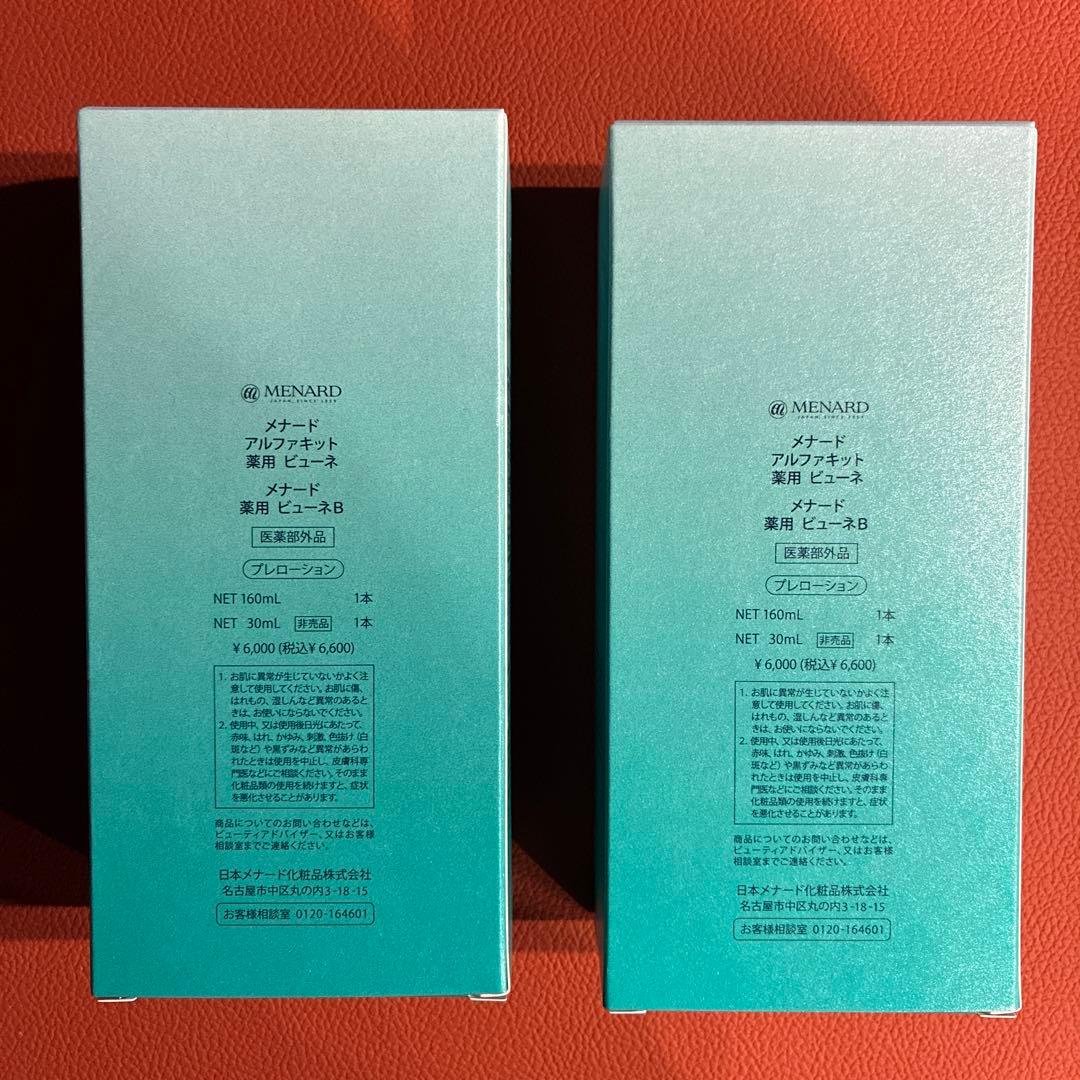 MENARD
JAPAN, SINCE 1959
メナード
アルファキット
薬用 ビューネ
メナード
薬用 ビューネB
医薬部外品
プレローション
NET 160mL 1本
NET 30mL 非売品 1本
¥6,000(税込¥6,600)
1. お肌に異常が生じていないかよく注
意して使用してください。お肌に傷、
はれもの、湿しんなど異常のあると
きは、お使いにならないでください。
2. 使用中、又は使用後日光にあたって、
赤味、はれ、かゆみ、刺激、色抜け(白
斑など)や黒ずみなど異常があらわ
れたときは使用を中止し、皮膚科専
門医などにご相談ください。そのまま
化粧品類の使用を続けますと、症状
を悪化させることがあります。
商品についてのお問い合わせなどは、
ビューティアドバイザー、又はお客様
相談室までご連絡ください。
日本メナード化粧品株式会社
名古屋市中区丸の内3-18-15
お客様相談室 0120-164601
MENARD
JAPAN, SINCE 1959
メナード
アルファキット
薬用 ビューネ
メナード
薬用 ビューネB
医薬部外品
プレローション
NET 160mL 1本
NET 30mL 非売品 1本
¥6,000(税込¥6,600)
1. お肌に異常が生じていないかよく注
意して使用してください。お肌に傷、
はれもの、湿しんなど異常のあると
きは、お使いにならないでください。
2. 使用中、又は使用後日光にあたって、
赤味、はれ、かゆみ、刺激、色抜け(白
斑など)や黒ずみなど異常があらわ
れたときは使用を中止し、皮膚科専
門医などにご相談ください。そのまま
化粧品類の使用を続けますと、症状
を悪化させることがあります。
商品についてのお問い合わせなどは、
ビューティアドバイザー、又はお客様
相談室までご連絡ください。
日本メナード化粧品株式会社
名古屋市中区丸の内3-18-15
お客様相談室 0120-164601